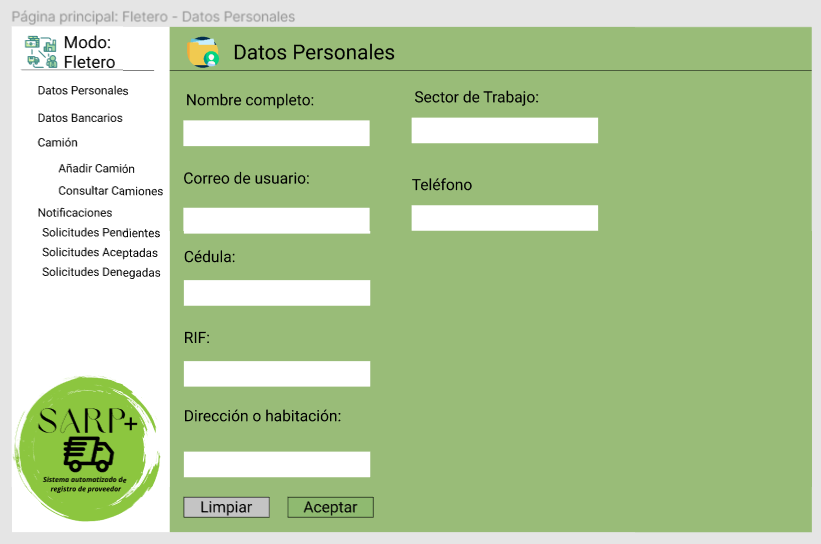 Página principal: Fletero - Datos Personales
Modo:
Fletero
Datos Personales
Datos Bancarios
Camión
Añadir Camión
Consultar Camiones
Notificaciones
Solicitudes Pendientes
Solicitudes Aceptadas
Solicitudes Denegadas
SARP+
Sistema automatizado de
registro de proveedor
Datos Personales
Nombre completo:
Sector de Trabajo:
Correo de usuario:
Teléfono
Cédula:
RIF:
Dirección o habitación:
Limpiar
Aceptar